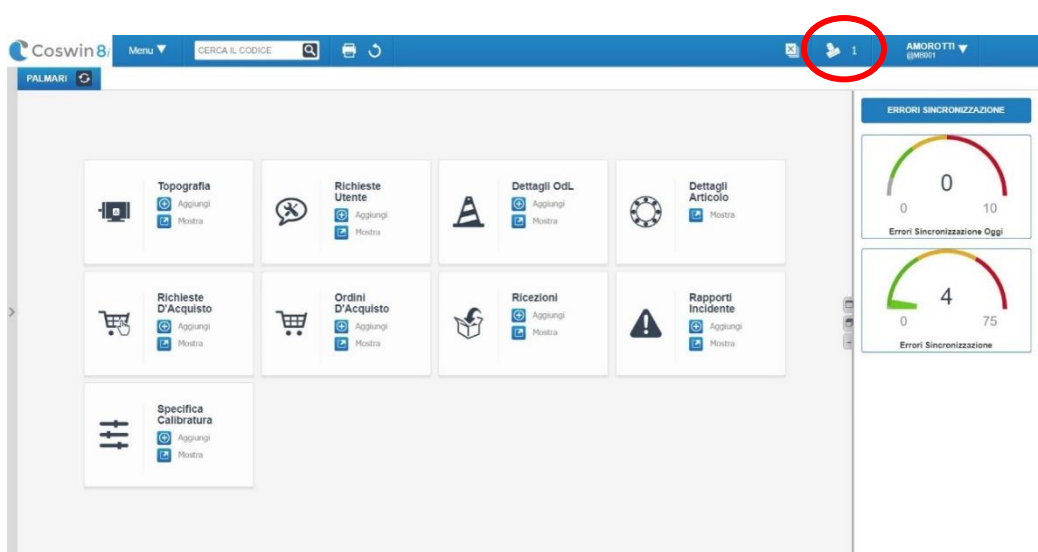 Coswin 8i
Menu
CERCA IL CODICE
1
AMOROTTI
@MB001
PALMARI
ERRORI SINCRONIZZAZIONE
Topografia
Aggiungi
Mostra
Richieste
Utente
Aggiungi
Mostra
Dettagli OdL
Aggiungi
Mostra
Dettagli
Articolo
Mostra
0
0 10
Errori Sincronizzazione Oggi
Richieste
D'Acquisto
Aggiungi
Mostra
Ordini
D'Acquisto
Aggiungi
Mostra
Ricezioni
Aggiungi
Mostra
Rapporti
Incidente
Aggiungi
Mostra
4
0 75
Errori Sincronizzazione
Specifica
Calibratura
Aggiungi
Mostra